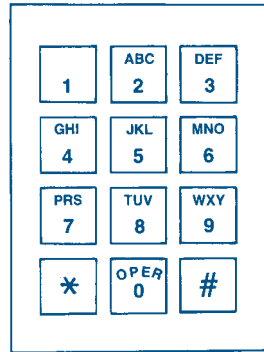 ABC DEF
1 2 3
GHI JKL MNO
4 5 6
PRS TUV WXY
7 8 9
* OPER #
0